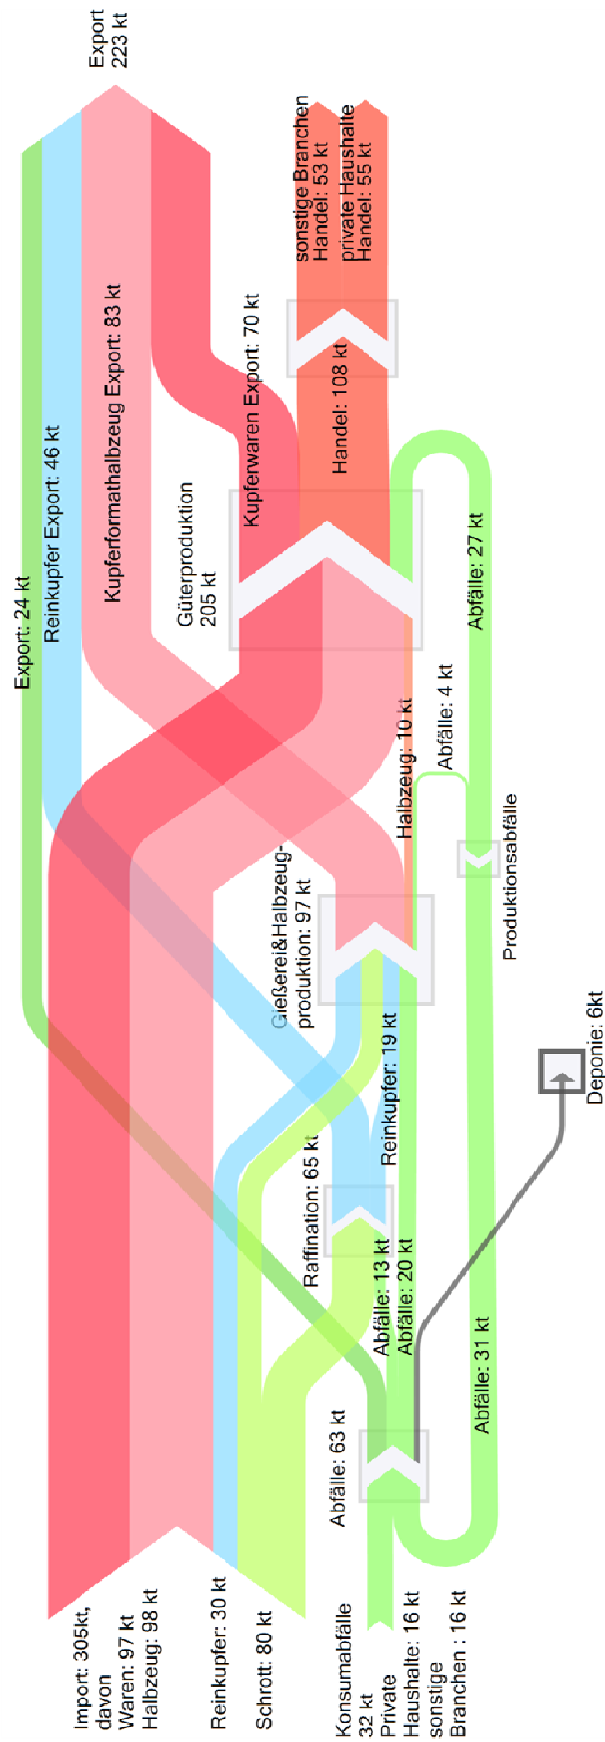 Import: 305kt,
davon
Waren: 97 kt
Halbzeug: 98 kt
Reinkupfer: 30 kt
Schrott: 80 kt
Konsumabfälle
32 kt
Private
Haushalte: 16 kt
sonstige
Branchen : 16 kt
Abfälle: 63 kt
Abfälle: 31 kt
Abfälle: 13 kt
Abfälle: 20 kt
Raffination: 65 kt
Reinkupfer: 19 kt
Deponie: 6kt
Gießerei&Halbzeug-
produktion: 97 kt
Produktionsabfälle
Halbzeug: 10 kt
Abfälle: 4 kt
Abfälle: 27 kt
Export: 24 kt
Reinkupfer Export: 46 kt
Kupferformathalbzeug Export: 83 kt
Güterproduktion
205 kt
Kupferwaren Export: 70 kt
Handel: 108 kt
sonstige Branchen
Handel: 53 kt
private Haushalte
Handel: 55 kt
Export
223 kt